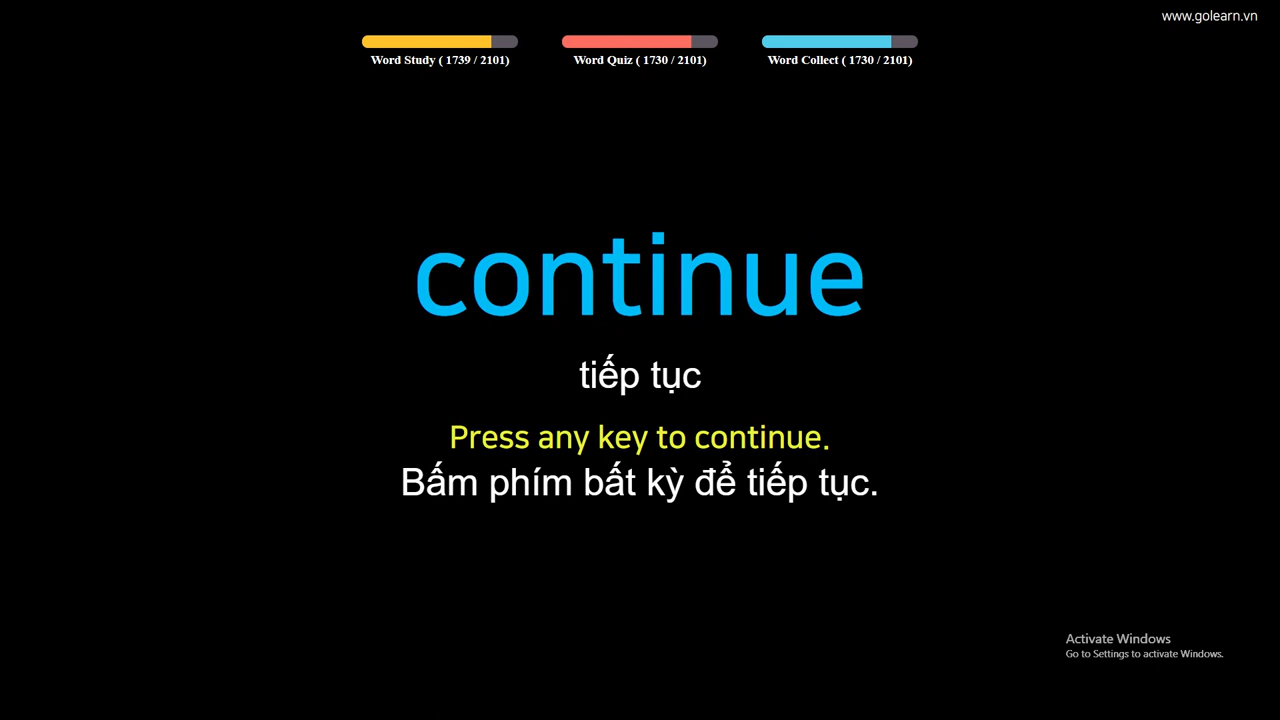 www.golearn.vn
Word Study ( 1739 / 2101)
Word Quiz ( 1730 / 2101)
Word Collect ( 1730 / 2101)
continue
tiếp tục
Press any key to continue.
Bấm phím bất kỳ để tiếp tục.
Activate Windows
Go to Settings to activate Windows.